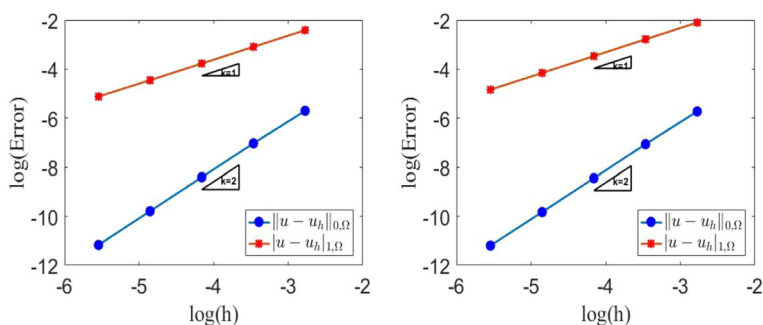 -2
-4
-6
-8
-10
-12
log(Error)
k=1
k=2
‖u − u_h‖_{0,Ω}
|u − u_h|_{1,Ω}
-6
-5
-4
-3
-2
log(h)
-2
-4
-6
-8
-10
-12
log(Error)
k=1
k=2
‖u − u_h‖_{0,Ω}
|u − u_h|_{1,Ω}
-6
-5
-4
-3
-2
log(h)